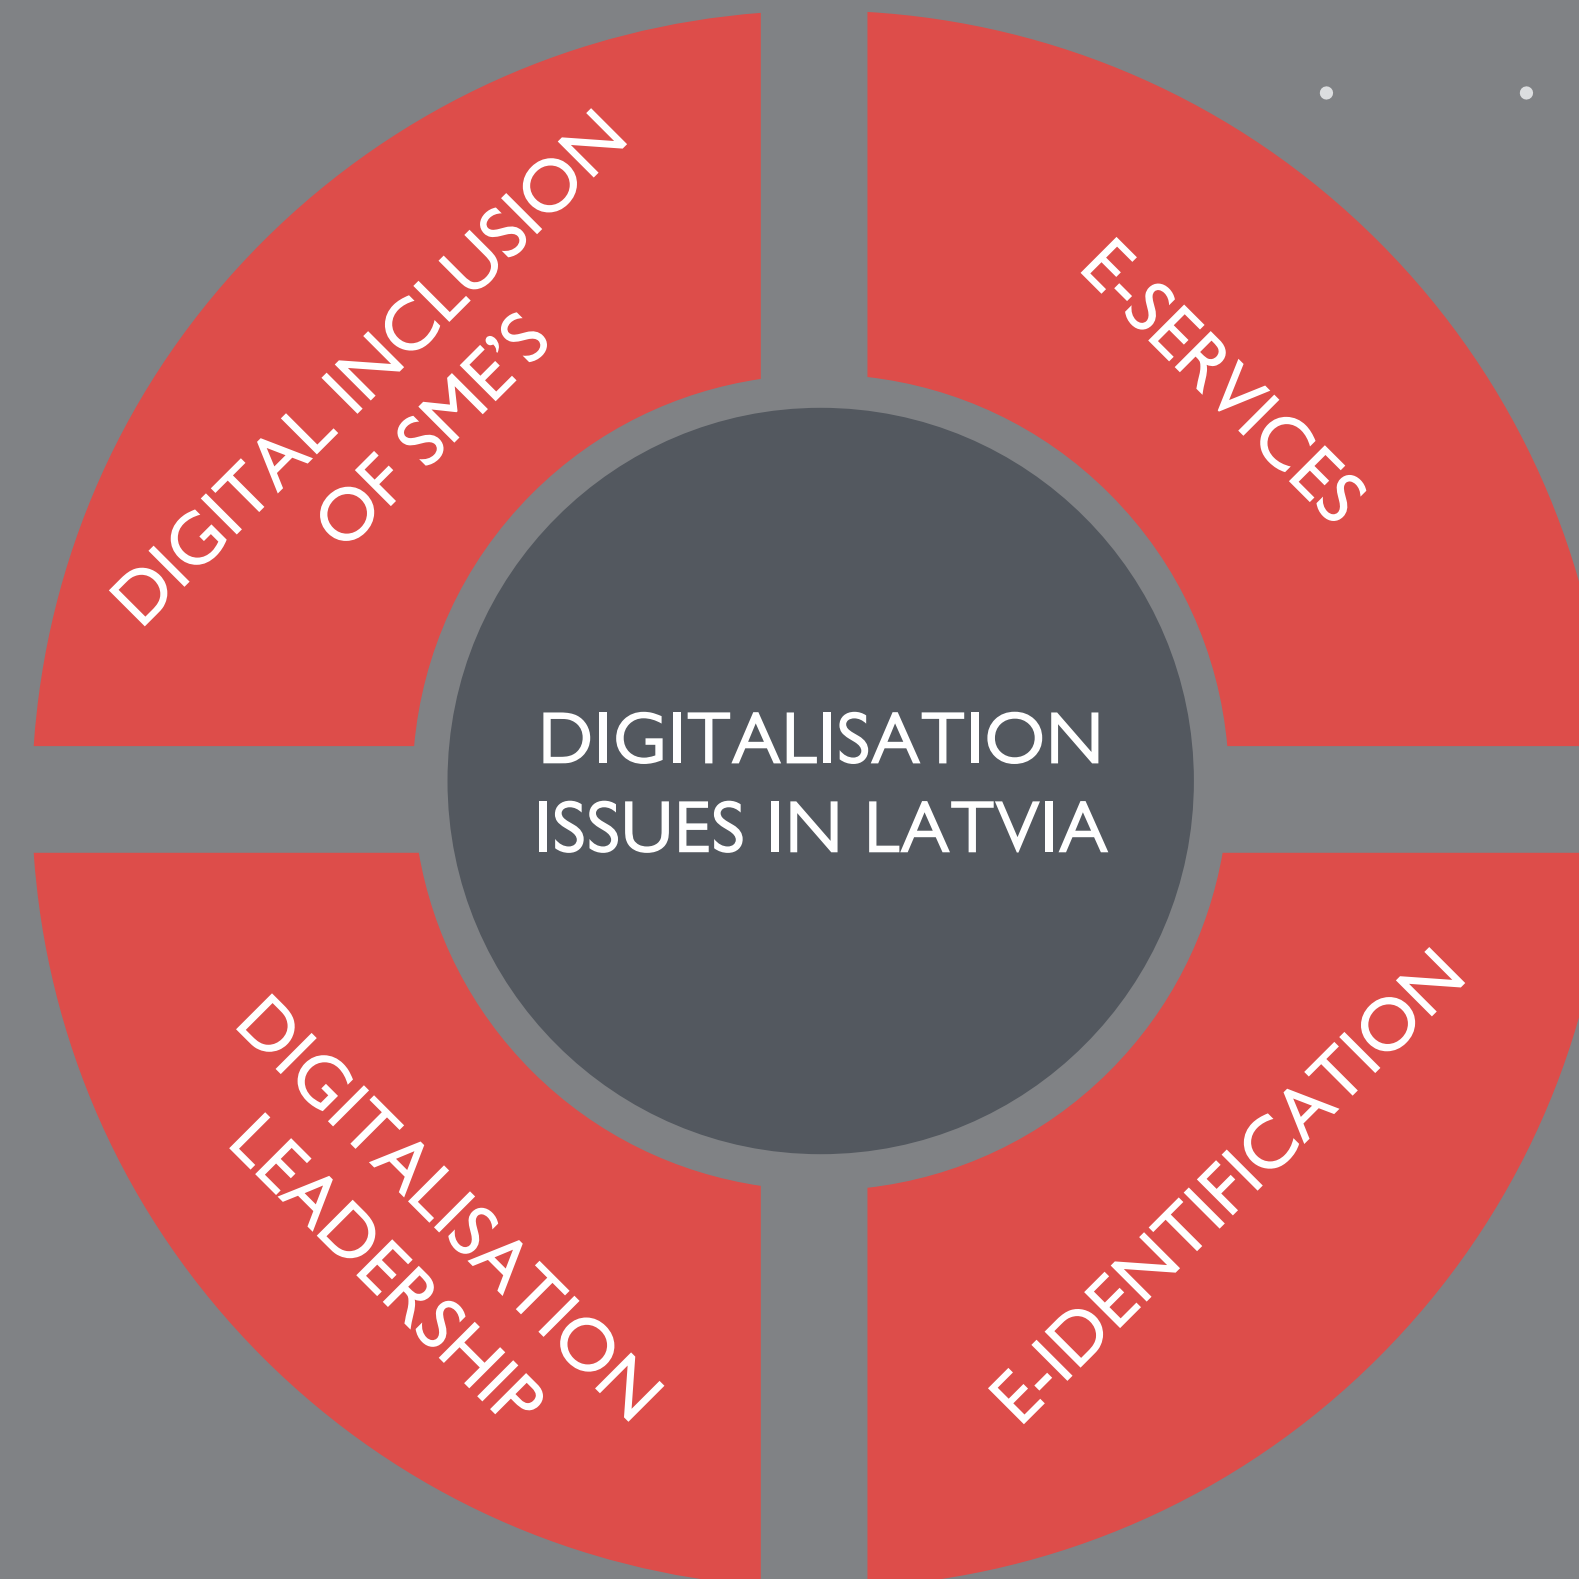 DIGITAL INCLUSION
OF SME’S
E-SERVICES
DIGITALISATION
ISSUES IN LATVIA
DIGITALISATION
LEADERSHIP
E-IDENTIFICATION